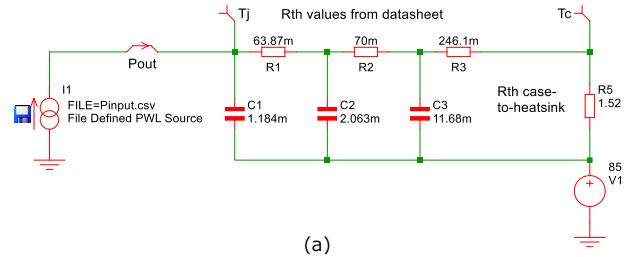 Tj
Rth values from datasheet
Tc
63.87m
70m
246.1m
Pout
R1
R2
R3
I1
FILE=Pinput.csv
File Defined PWL Source
C1
1.184m
C2
2.063m
C3
11.68m
Rth case-
to-heatsink
R5
1.52
85
V1
(a)